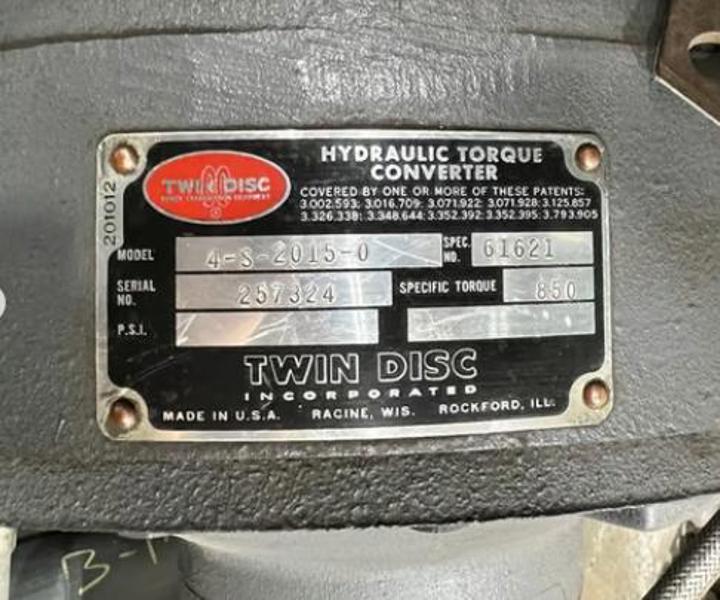 HYDRAULIC TORQUE
CONVERTER
TWIN DISC
COVERED BY ONE OR MORE OF THESE PATENTS:
3.002.593; 3.016.709; 3.071.922; 3.071.928; 3.125.857
3.326.338; 3.348.644; 3.352.392; 3.352.395; 3.793.905
201012
MODEL 4-S-2015-0 SPEC. NO. 61621
SERIAL NO. 257324 SPECIFIC TORQUE 850
P.S.I.
TWIN DISC
INCORPORATED
MADE IN U.S.A. RACINE, WIS. ROCKFORD, ILL.
B-1